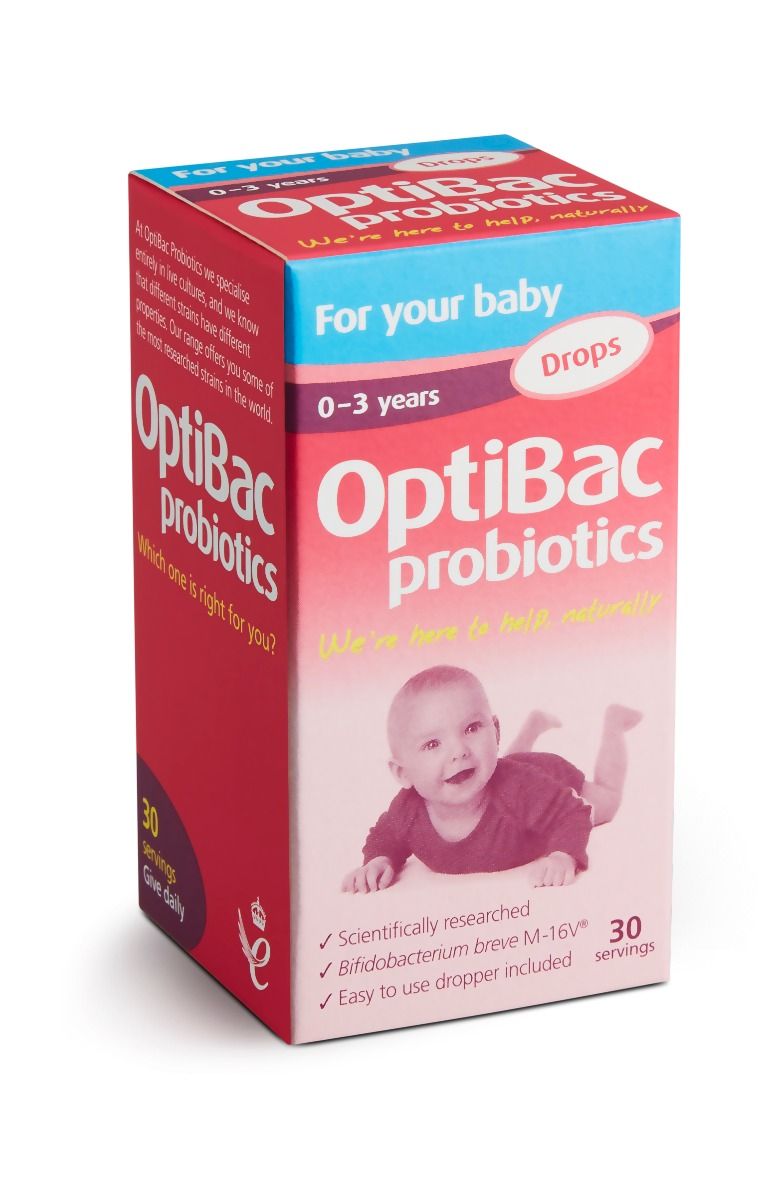 For your baby
Drops
0-3 years
OptiBac
probiotics
We're here to help, naturally
At OptiBac Probiotics we specialise
entirely in live cultures, and we know
that different strains have different
properties. Our range offers you some of
the most researched strains in the world.
OptiBac
probiotics
Which one is right for you?
30
servings
Give daily
For your baby
Drops
0-3 years
OptiBac
probiotics
We're here to help, naturally
✓ Scientifically researched
✓ Bifidobacterium breve M-16V®
✓ Easy to use dropper included
30
servings